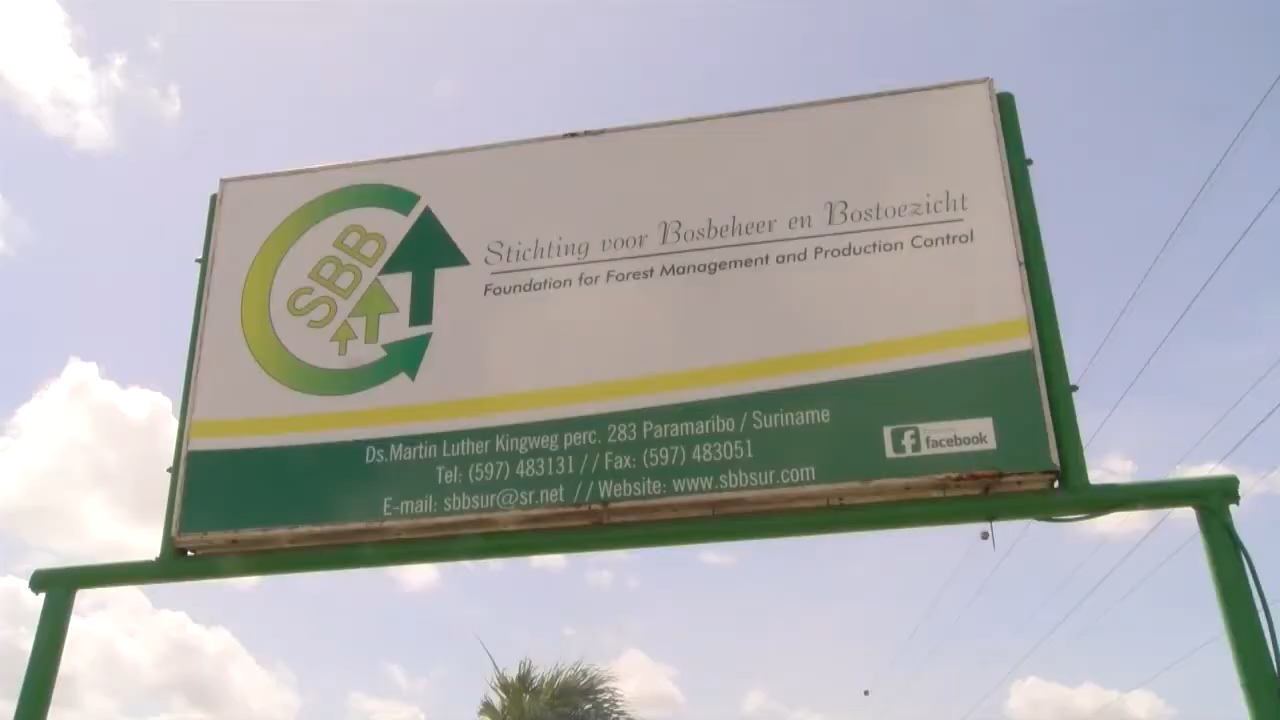 SBB
Stichting voor Bosbeheer en Bostoezicht
Foundation for Forest Management and Production Control
Ds.Martin Luther Kingweg perc. 283 Paramaribo / Suriname
Tel: (597) 483131 // Fax: (597) 483051
E-mail: sbbsur@sr.net // Website: www.sbbsur.com
facebook